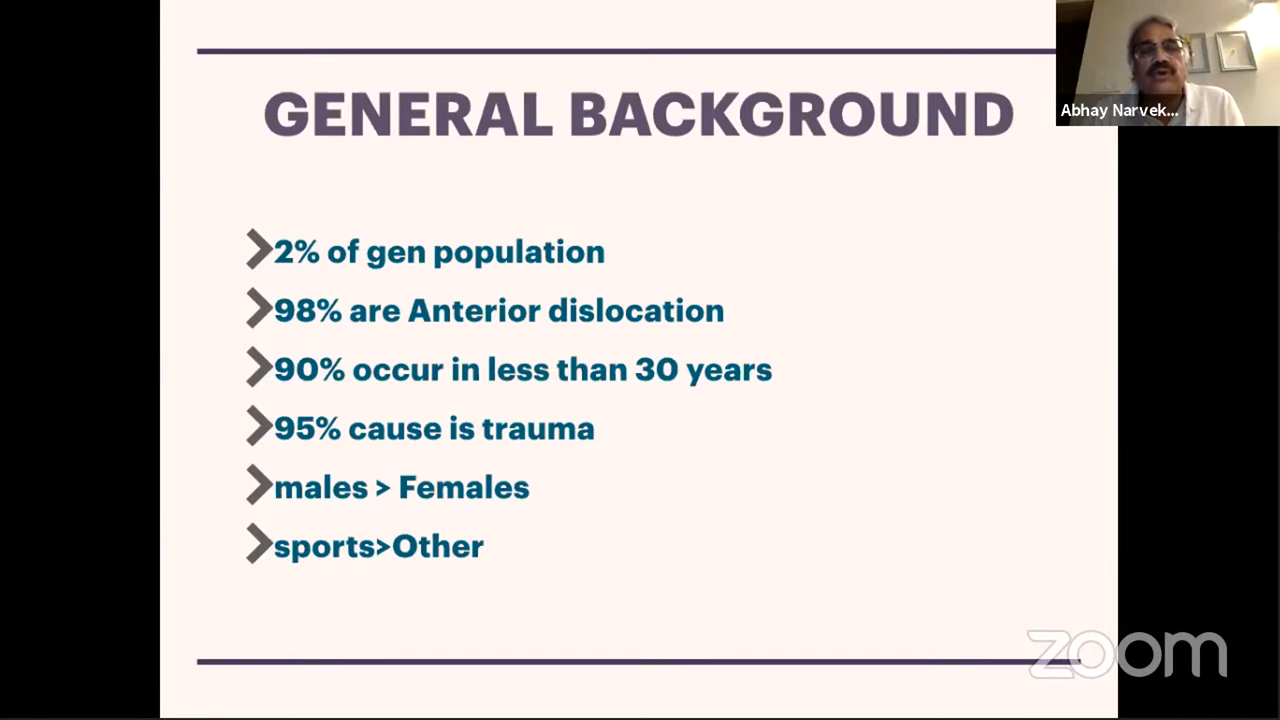 GENERAL BACKGROUND
Abhay Narvek...
2% of gen population
98% are Anterior dislocation
90% occur in less than 30 years
95% cause is trauma
males > Females
sports>Other
zoom